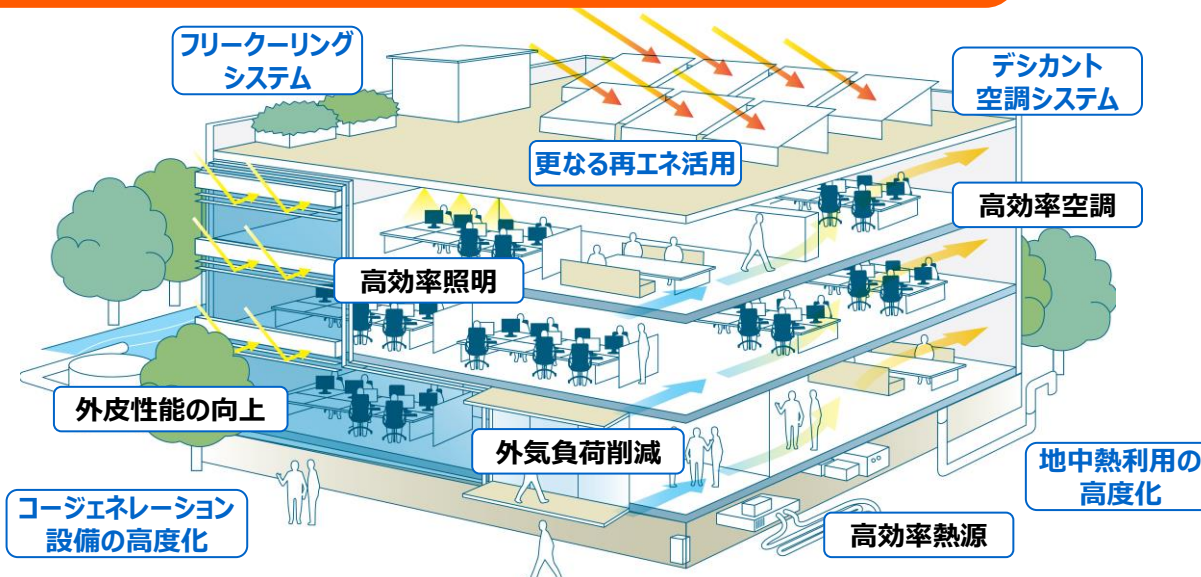 フリークーリング
システム
デシカント
空調システム
更なる再エネ活用
高効率空調
高効率照明
外皮性能の向上
外気負荷削減
地中熱利用の
高度化
コージェネレーション
設備の高度化
高効率熱源